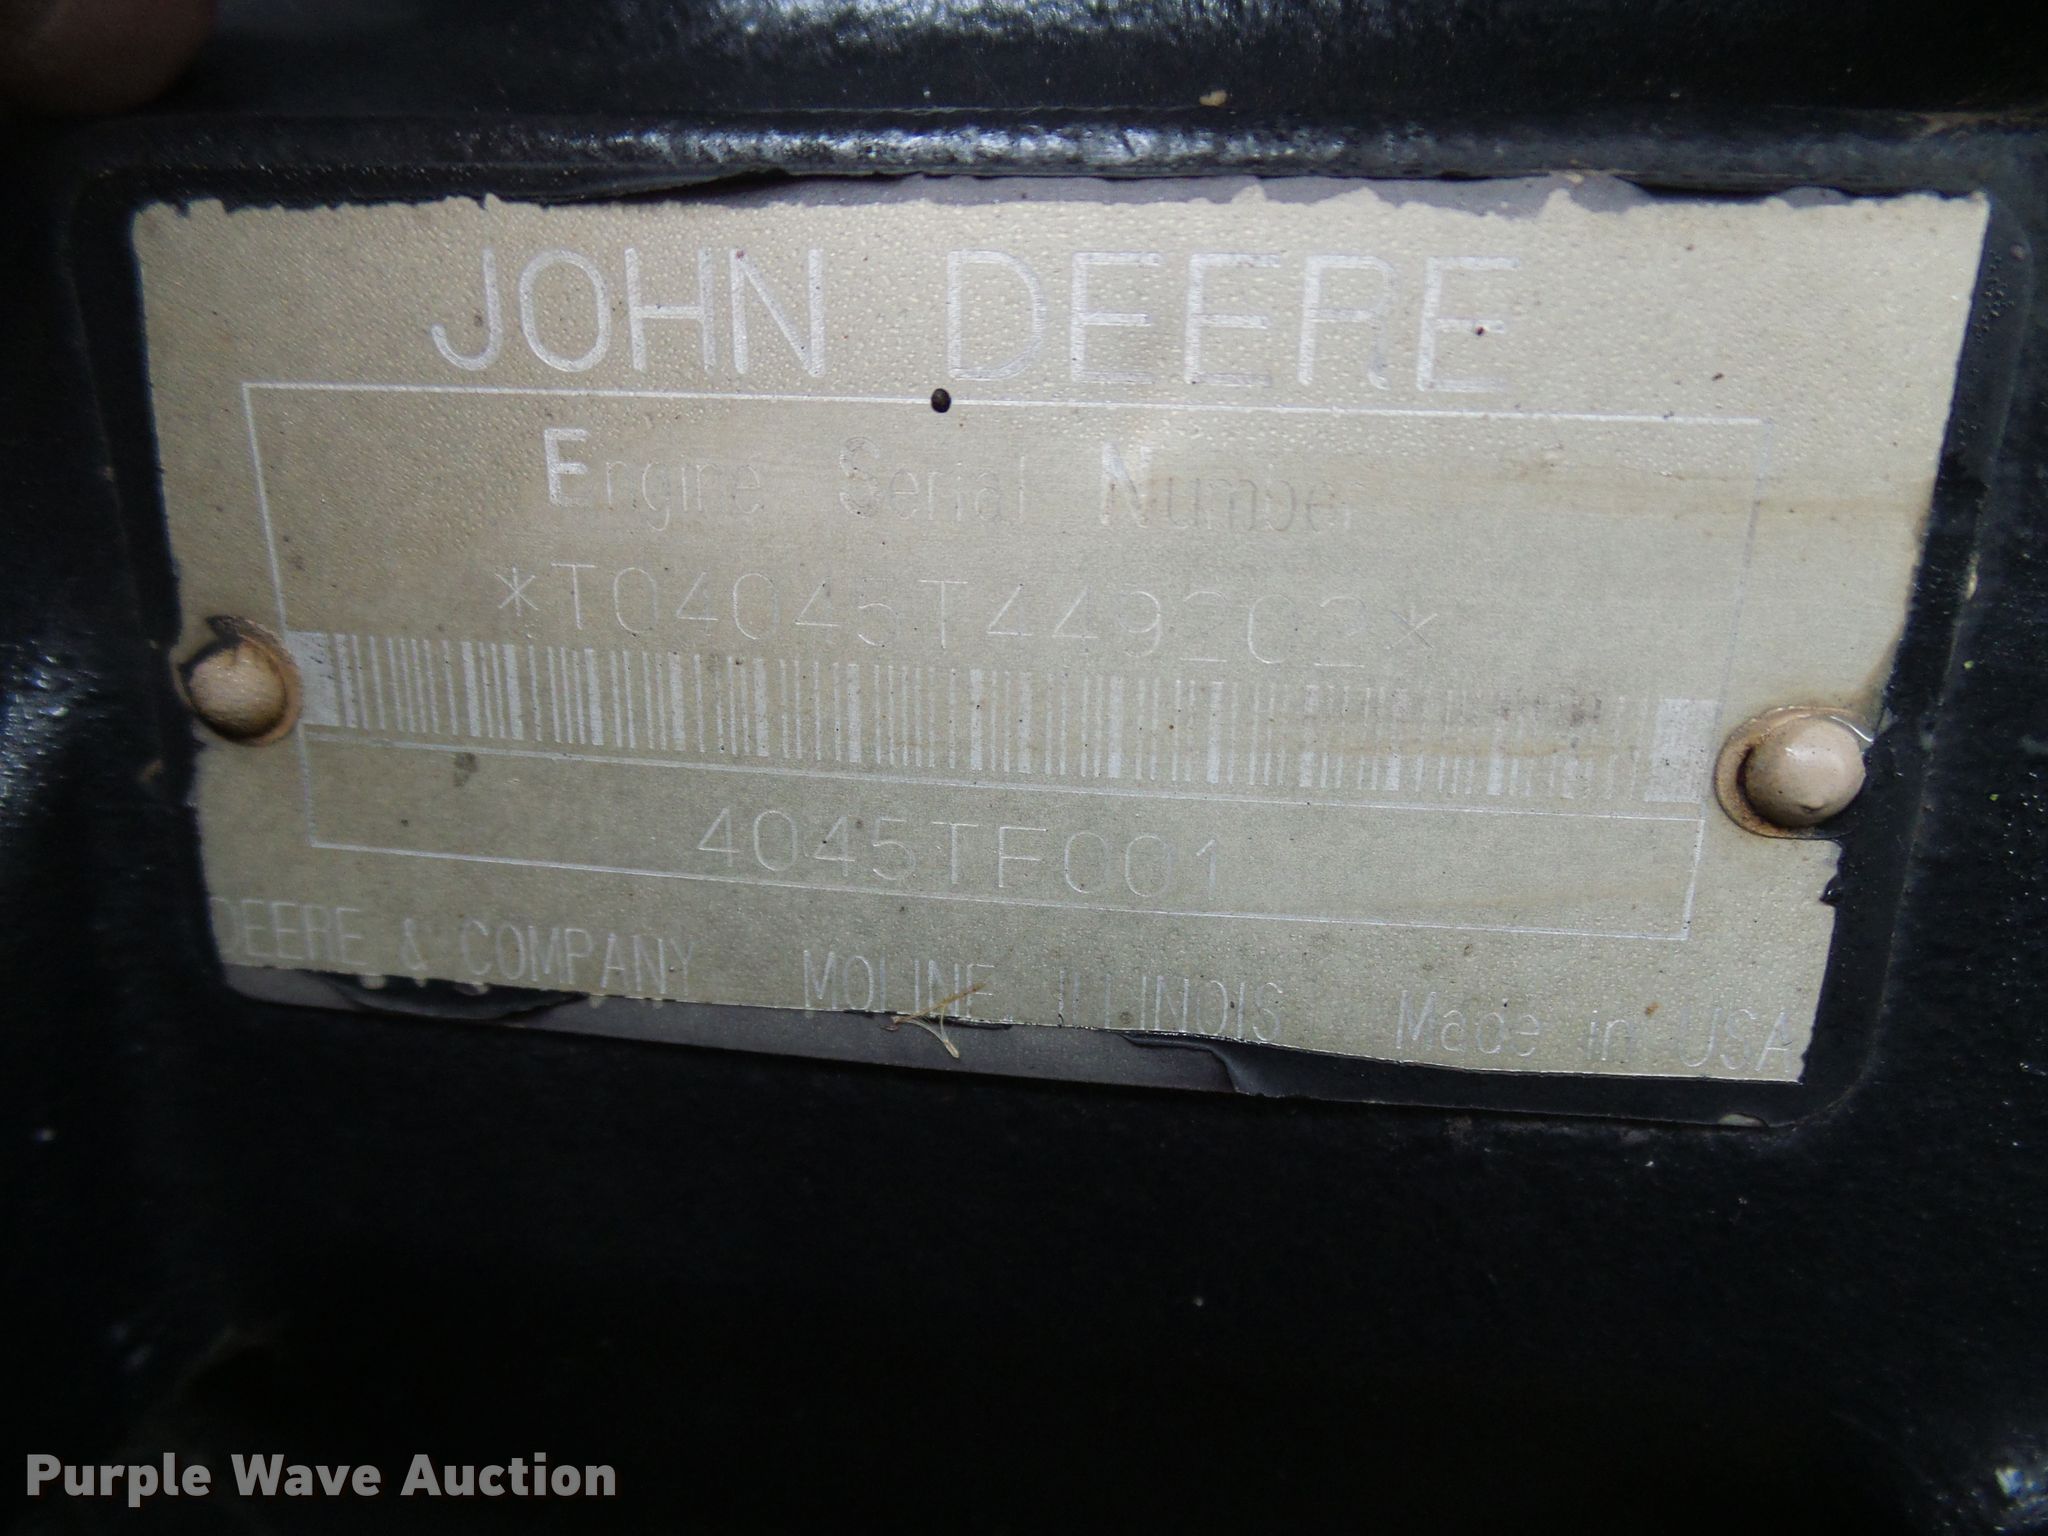 JOHN DEERE
Engine Serial Number
*T04045T449202*
4045TF001
DEERE & COMPANY MOLINE, ILLINOIS Made in USA
Purple Wave Auction